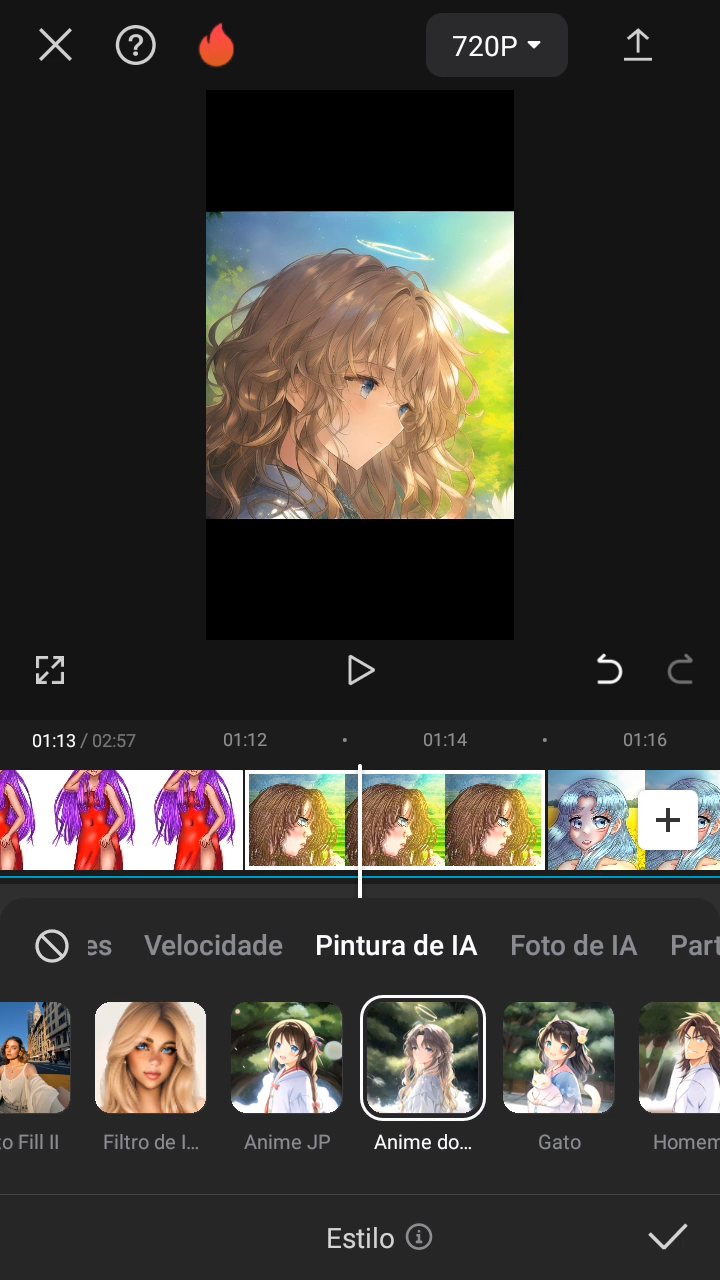 720P
01:13 / 02:57
01:12
01:14
01:16
es Velocidade Pintura de IA Foto de IA Part
to Fill II Filtro de I... Anime JP Anime do... Gato Homem
Estilo